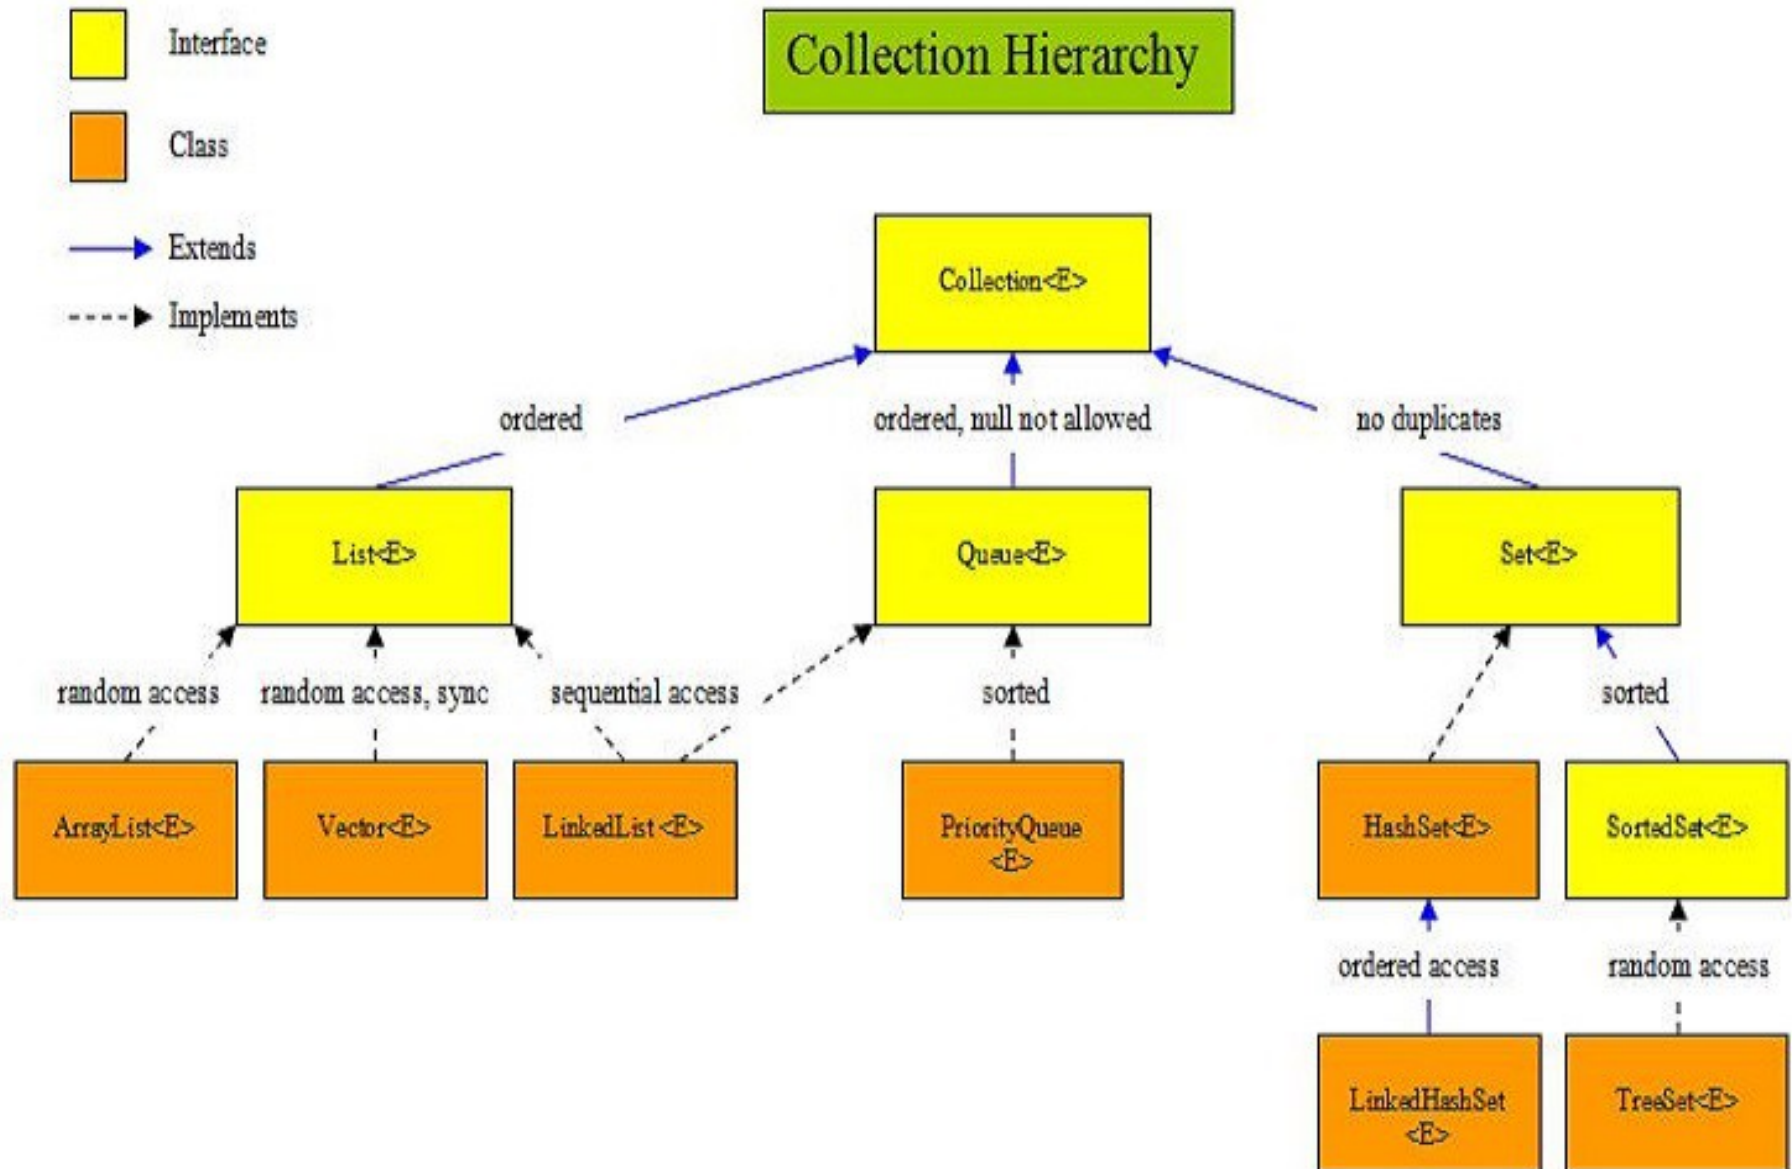 Interface
Collection Hierarchy
Class
Extends
Collection<E>
Implements
ordered
ordered, null not allowed
no duplicates
List<E>
Queue<E>
Set<E>
random access
random access, sync
sequential access
sorted
sorted
ArrayList<E>
Vector<E>
LinkedList <E>
PriorityQueue
<E>
HashSet<E>
SortedSet<E>
ordered access
random access
LinkedHashSet
<E>
TreeSet<E>